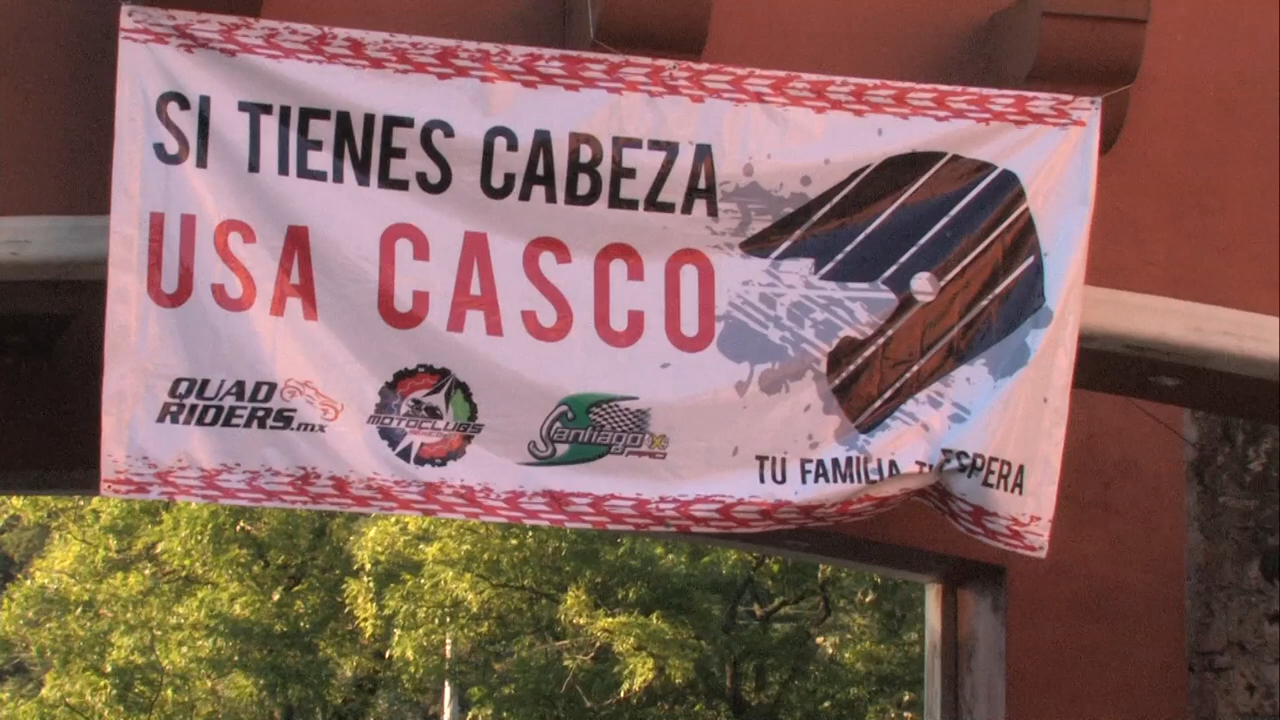 SI TIENES CABEZA
USA CASCO
QUAD
RIDERS.mx
MOTOCLUBS
Santiago
TU FAMILIA ESPERA